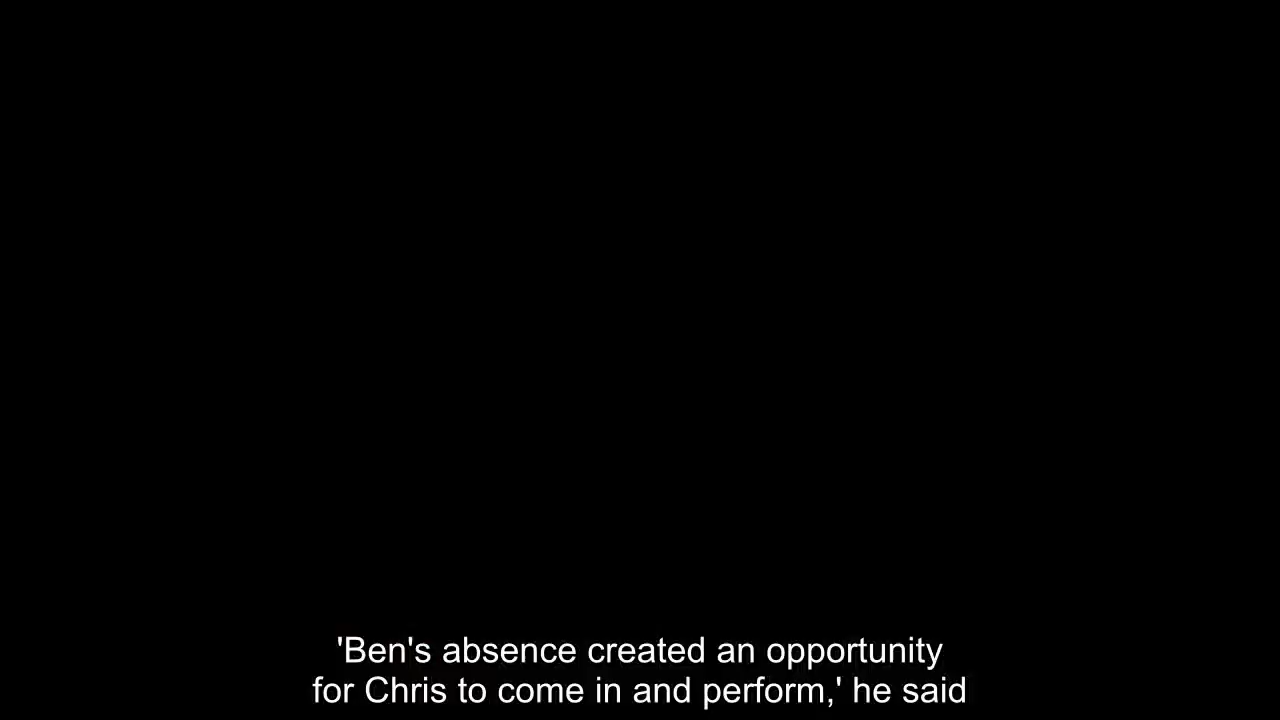 'Ben's absence created an opportunity
for Chris to come in and perform,' he said